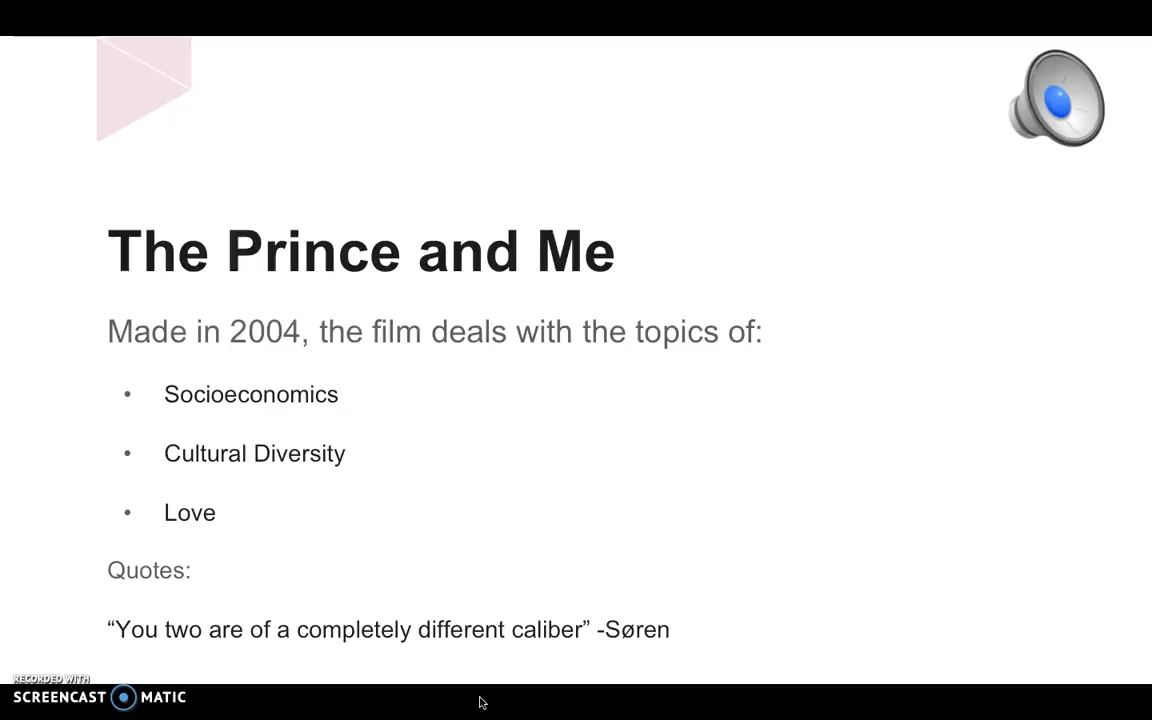 The Prince and Me
Made in 2004, the film deals with the topics of:
• Socioeconomics
• Cultural Diversity
• Love
Quotes:
“You two are of a completely different caliber” -Søren
RECORDED WITH
SCREENCAST MATIC